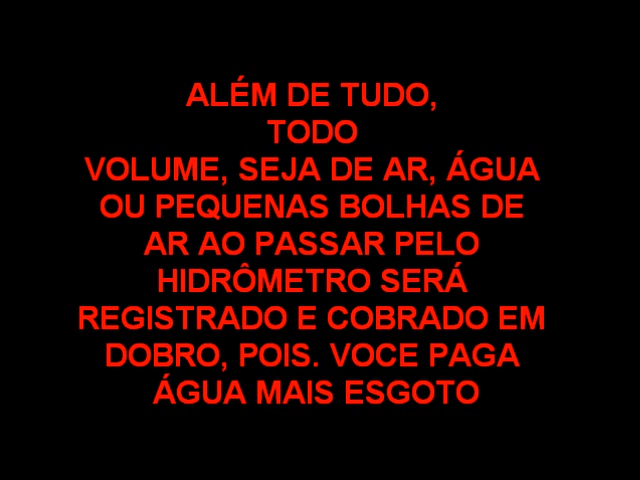 ALÉM DE TUDO,
TODO
VOLUME, SEJA DE AR, ÁGUA
OU PEQUENAS BOLHAS DE
AR AO PASSAR PELO
HIDRÔMETRO SERÁ
REGISTRADO E COBRADO EM
DOBRO, POIS. VOCE PAGA
ÁGUA MAIS ESGOTO